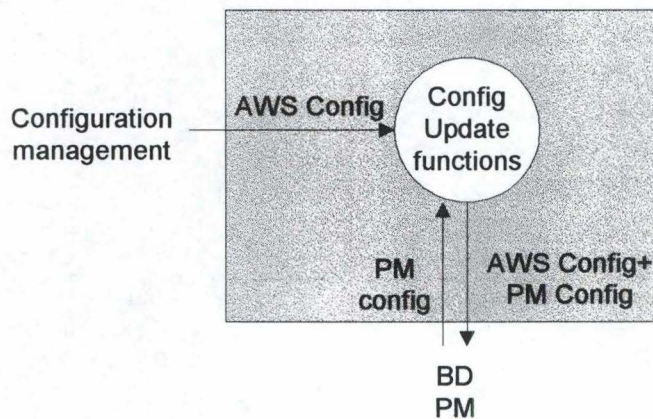 Configuration
management
AWS Config
Config
Update
functions
PM
config
AWS Config+
PM Config
BD
PM